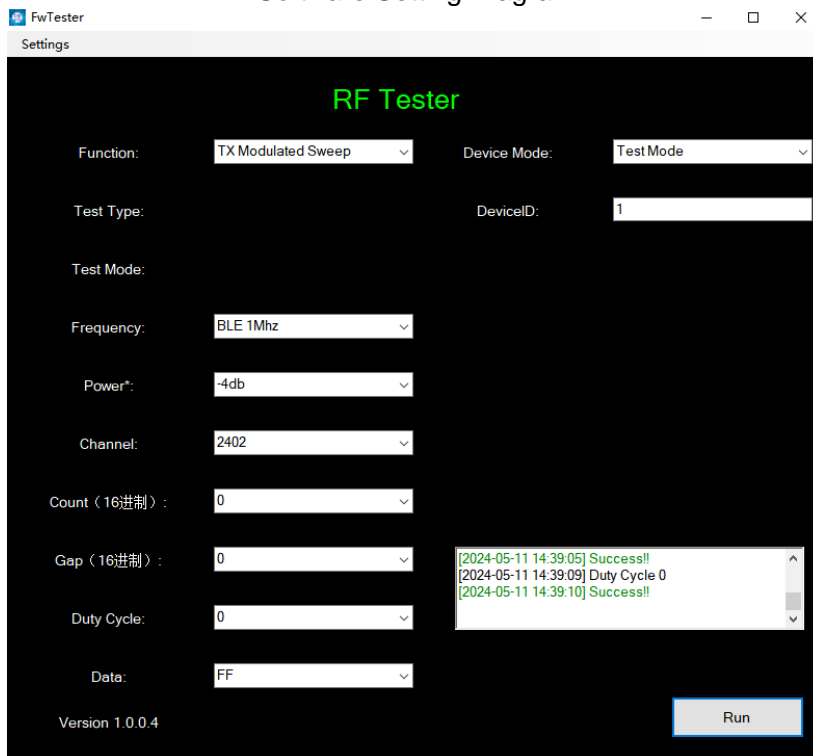 FwTester
Settings
RF Tester
Function: TX Modulated Sweep Device Mode: Test Mode
Test Type: DeviceID: 1
Test Mode:
Frequency: BLE 1Mhz
Power*: -4db
Channel: 2402
Count（16进制）: 0
Gap（16进制）: 0
[2024-05-11 14:39:05] Success!!
[2024-05-11 14:39:09] Duty Cycle 0
[2024-05-11 14:39:10] Success!!
Duty Cycle: 0
Data: FF
Version 1.0.0.4 Run